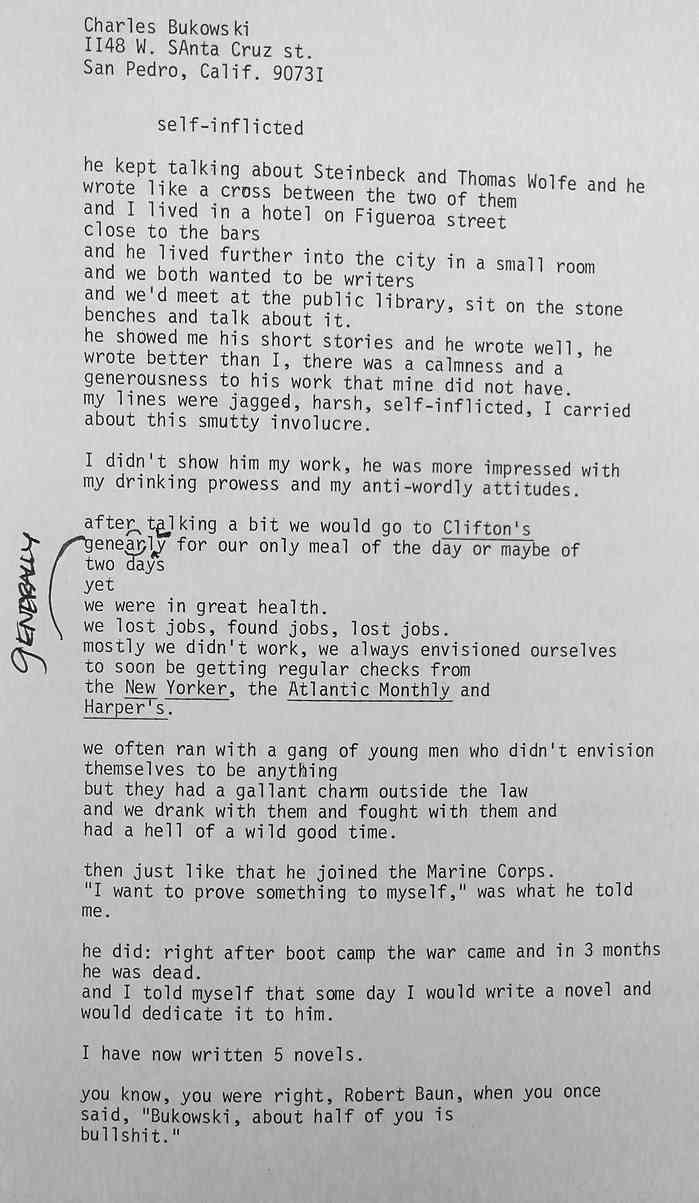 Charles Bukowski
II48 W. SAnta Cruz st.
San Pedro, Calif. 9073I
self-inflicted
he kept talking about Steinbeck and Thomas Wolfe and he
wrote like a cross between the two of them
and I lived in a hotel on Figueroa street
close to the bars
and he lived further into the city in a small room
and we both wanted to be writers
and we'd meet at the public library, sit on the stone
benches and talk about it.
he showed me his short stories and he wrote well, he
wrote better than I, there was a calmness and a
generousness to his work that mine did not have.
my lines were jagged, harsh, self-inflicted, I carried
about this smutty involucre.
I didn't show him my work, he was more impressed with
my drinking prowess and my anti-wordly attitudes.
after talking a bit we would go to Clifton's
genearly for our only meal of the day or maybe of
two days
GENERALLY
yet
we were in great health.
we lost jobs, found jobs, lost jobs.
mostly we didn't work, we always envisioned ourselves
to soon be getting regular checks from
the New Yorker, the Atlantic Monthly and
Harper's.
we often ran with a gang of young men who didn't envision
themselves to be anything
but they had a gallant charm outside the law
and we drank with them and fought with them and
had a hell of a wild good time.
then just like that he joined the Marine Corps.
"I want to prove something to myself," was what he told
me.
he did: right after boot camp the war came and in 3 months
he was dead.
and I told myself that some day I would write a novel and
would dedicate it to him.
I have now written 5 novels.
you know, you were right, Robert Baun, when you once
said, "Bukowski, about half of you is
bullshit."